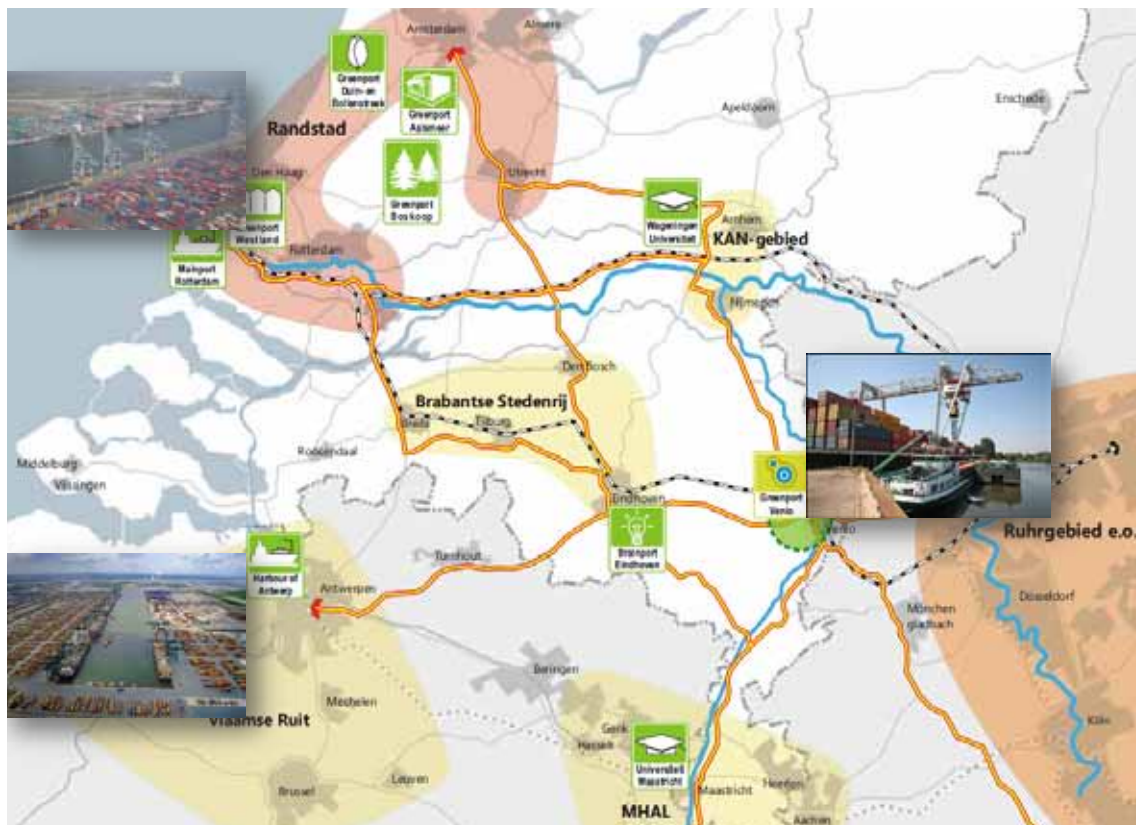 Amsterdam
Almere
Greenport
Duin-en
Bollenstreek
Greenport
Aalsmeer
Apeldoorn
Enschede
Randstad
Den Haag
Utrecht
Greenport
Boskoop
Wageningen
Universiteit
Arnhem
KAN-gebied
Westland
Rotterdam
Mainport
Rotterdam
Nijmegen
Den Bosch
Brabantse Stedenrij
Breda
Tilburg
Roosendaal
Middelburg
Vlissingen
Eindhoven
Greenport
Venlo
Venlo
Ruhrgebied e.o.
Brainport
Eindhoven
Turnhout
Harbour of
Antwerp
Antwerpen
Düsseldorf
Mönchen
gladbach
Beringen
Mechelen
Vlaamse Ruit
Genk
Hasselt
Universiteit
Maastricht
Köln
Leuven
Brussel
Maastricht
Heerlen
MHAL
Aachen